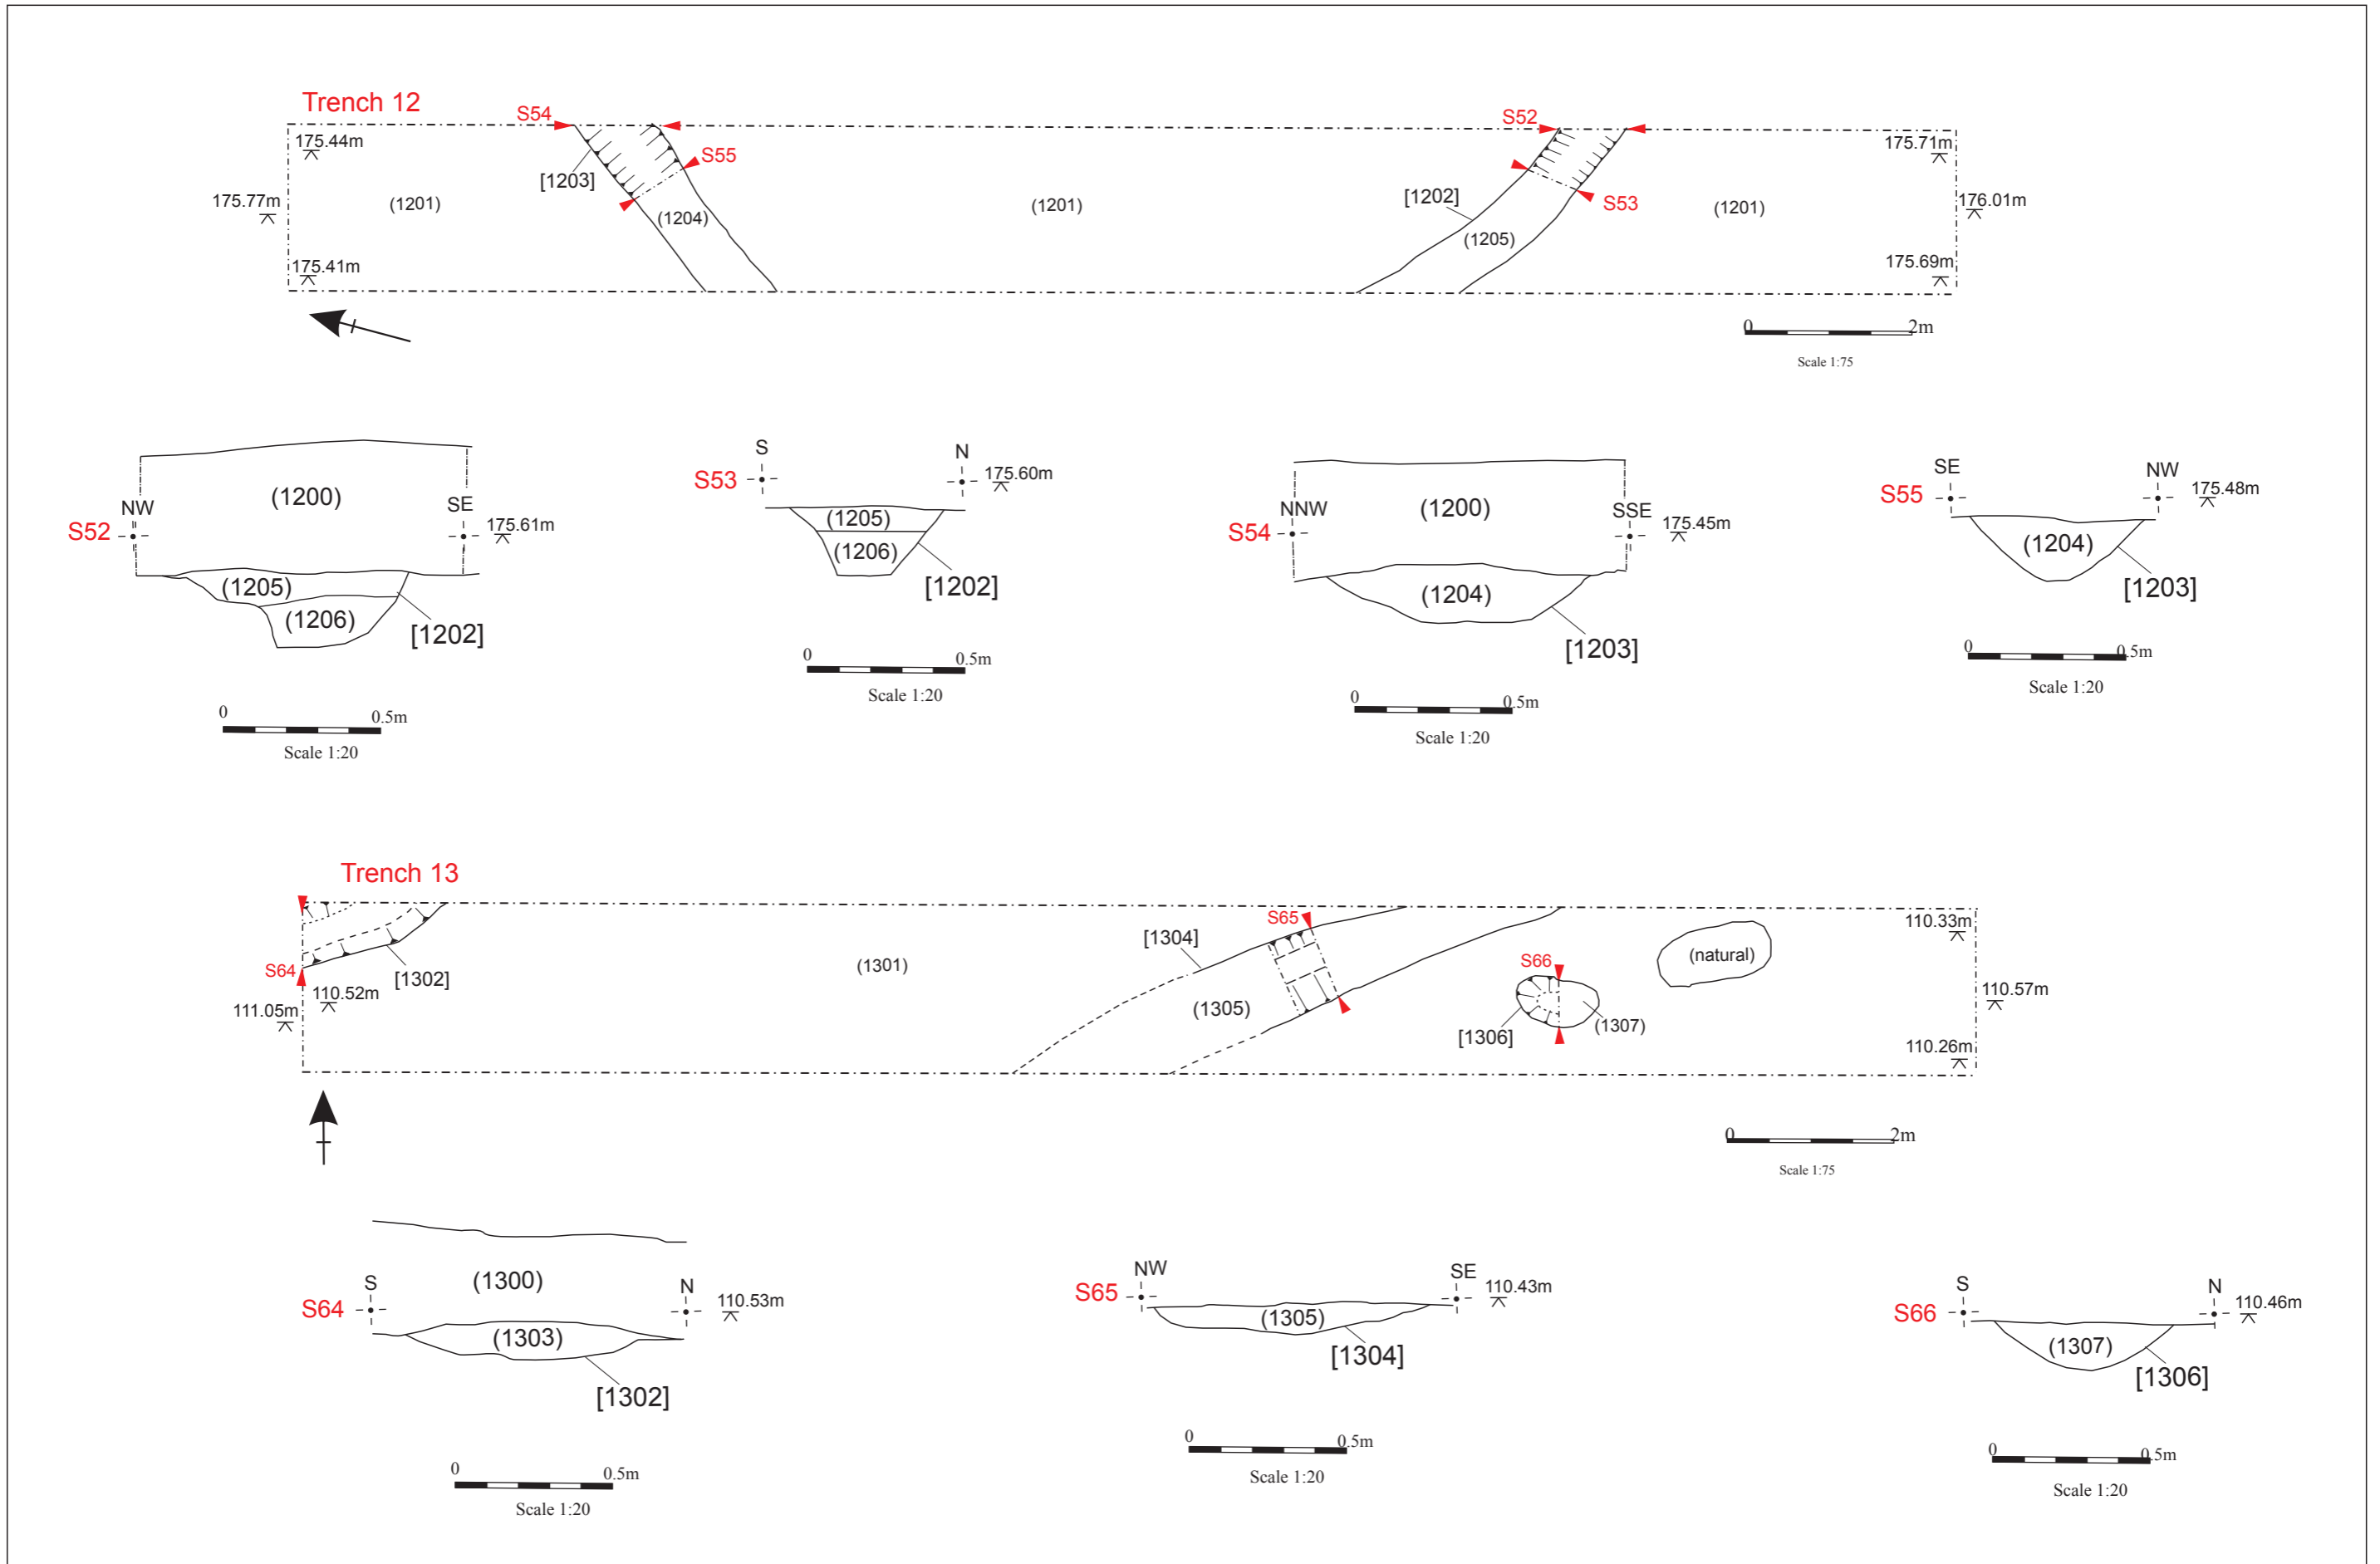 Trench 12
S54
S52
175.44m
S55
175.71m
[1203]
175.77m
(1201)
(1204)
(1201)
[1202]
S53
(1201)
176.01m
(1205)
175.41m
175.69m
0 2m
Scale 1:75
NW
(1200)
SE
S52
175.61m
(1205)
(1206)
[1202]
0 0.5m
Scale 1:20
S
N
S53
175.60m
(1205)
(1206)
[1202]
0 0.5m
Scale 1:20
NNW
(1200)
SSE
S54
175.45m
(1204)
[1203]
0 0.5m
Scale 1:20
SE
NW
S55
175.48m
(1204)
[1203]
0 0.5m
Scale 1:20
Trench 13
S64
[1302]
110.52m
111.05m
(1301)
[1304]
S65
(1305)
S66
[1306]
(1307)
(natural)
110.33m
110.57m
110.26m
0 2m
Scale 1:75
S
(1300)
N
S64
110.53m
(1303)
[1302]
0 0.5m
Scale 1:20
NW
SE
S65
110.43m
(1305)
[1304]
0 0.5m
Scale 1:20
S
N
S66
110.46m
(1307)
[1306]
0 0.5m
Scale 1:20